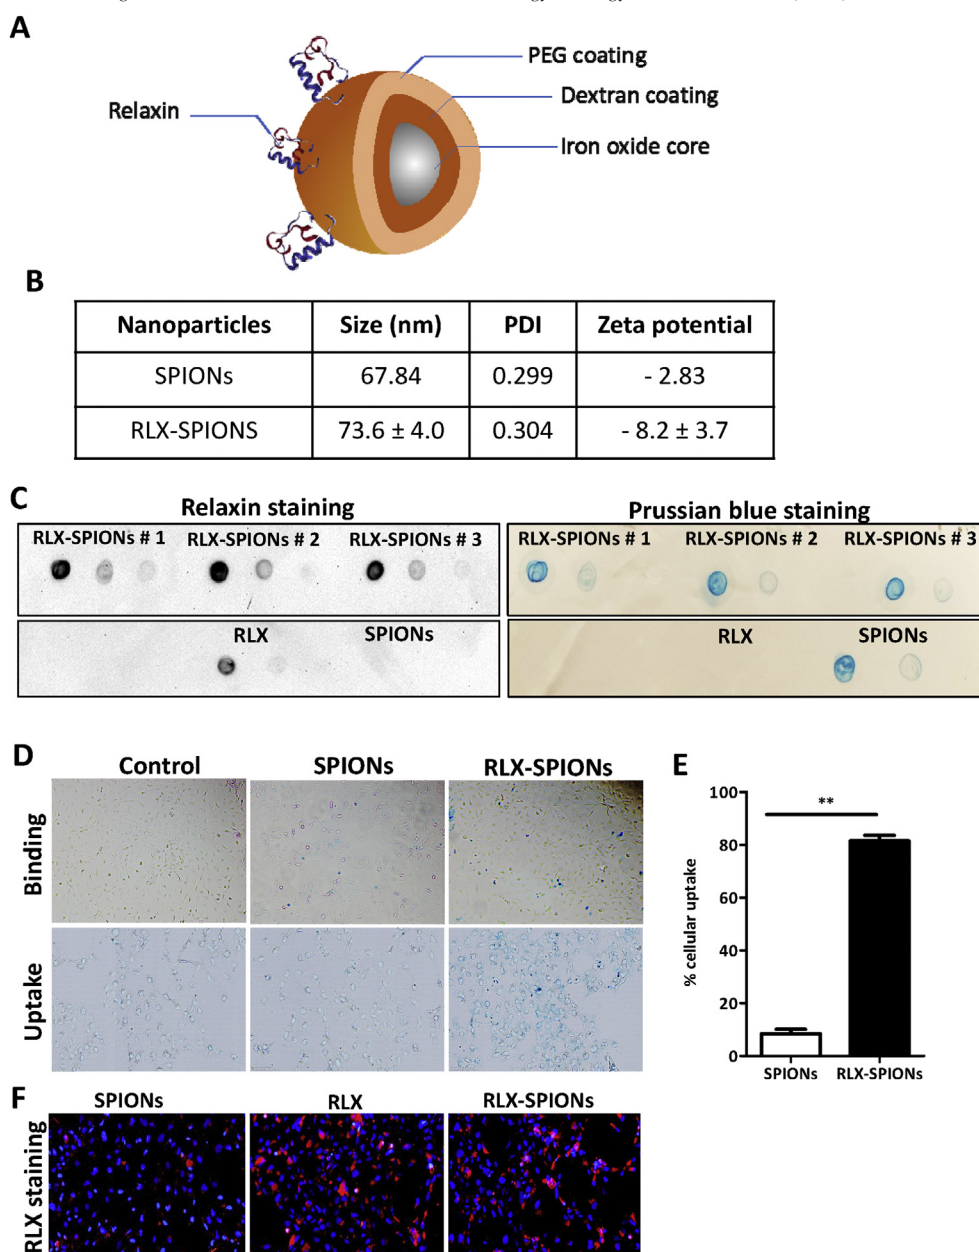 A
PEG coating
Dextran coating
Relaxin
Iron oxide core
B
Nanoparticles Size (nm) PDI Zeta potential
SPIONs 67.84 0.299 - 2.83
RLX-SPIONS 73.6 ± 4.0 0.304 - 8.2 ± 3.7
C
Relaxin staining
RLX-SPIONs # 1 RLX-SPIONs # 2 RLX-SPIONs # 3
RLX SPIONs
Prussian blue staining
RLX-SPIONs # 1 RLX-SPIONs # 2 RLX-SPIONs # 3
RLX SPIONs
D
Control SPIONs RLX-SPIONs
Binding
Uptake
E
**
% cellular uptake
100
80
60
40
20
0
SPIONs RLX-SPIONs
F
SPIONs RLX RLX-SPIONs
RLX staining